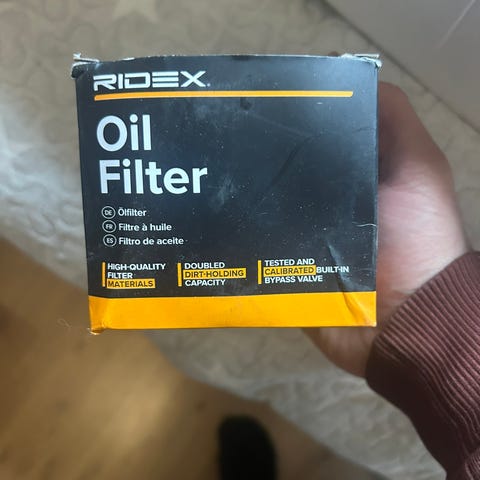 RIDEX®
Oil
Filter
DE Ölfilter
FR Filtre à huile
ES Filtro de aceite
HIGH-QUALITY
FILTER
MATERIALS
DOUBLED
DIRT-HOLDING
CAPACITY
TESTED AND
CALIBRATED BUILT-IN
BYPASS VALVE